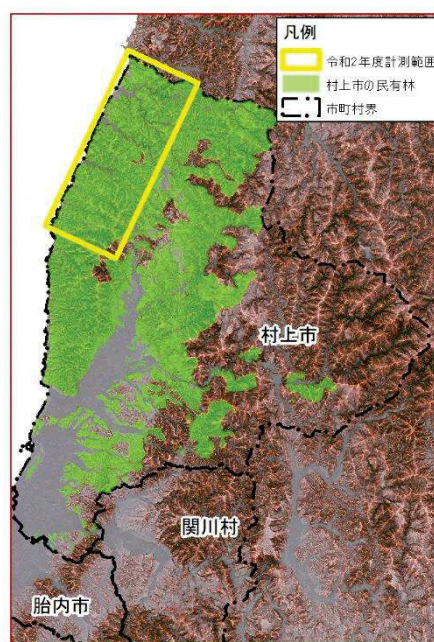 凡例
令和2年度計測範囲
村上市の民有林
市町村界
村上市
関川村
胎内市